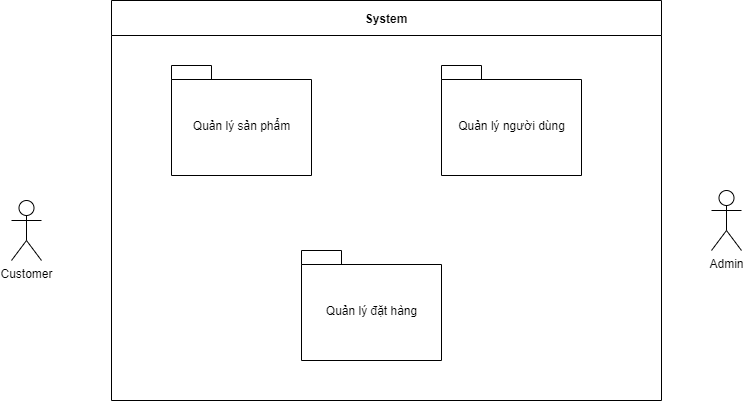 System
Quản lý sản phẩm
Quản lý người dùng
Customer
Admin
Quản lý đặt hàng